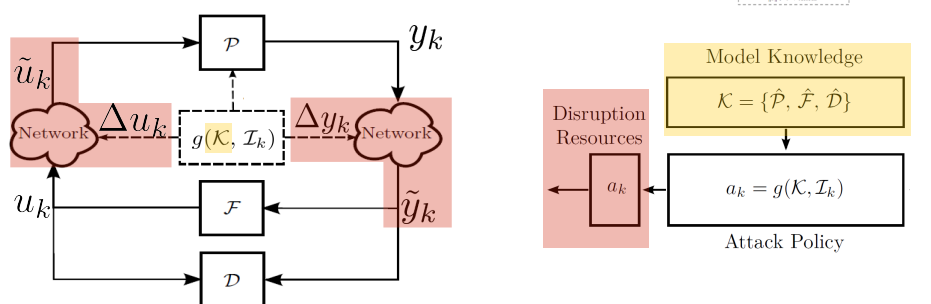 𝒫
y_k
ũ_k
Network
Δu_k
g(𝒦, ℐ_k)
Δy_k
Network
u_k
ℱ
ỹ_k
𝒟
Model Knowledge
𝒦 = {𝒫̂, ℱ̂, 𝒟̂}
Disruption
Resources
a_k
a_k = g(𝒦, ℐ_k)
Attack Policy